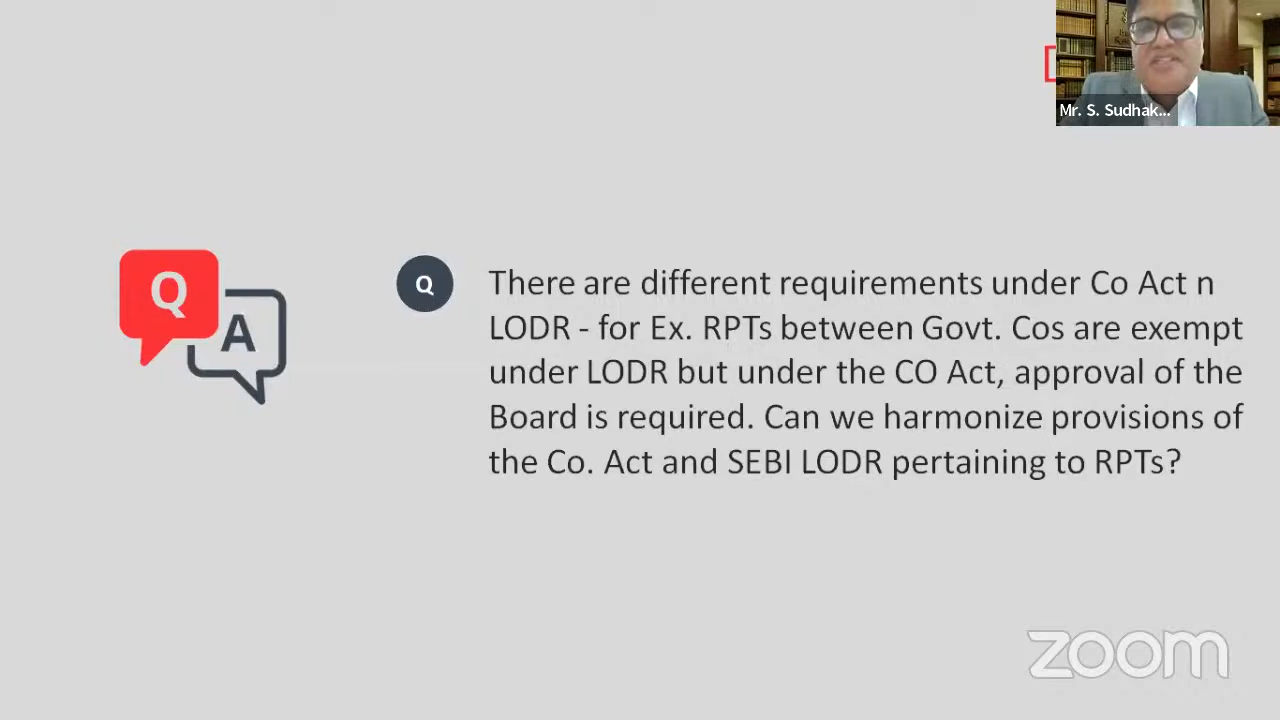 Mr. S. Sudhak...
Q
A
Q
There are different requirements under Co Act n
LODR - for Ex. RPTs between Govt. Cos are exempt
under LODR but under the CO Act, approval of the
Board is required. Can we harmonize provisions of
the Co. Act and SEBI LODR pertaining to RPTs?
zoom